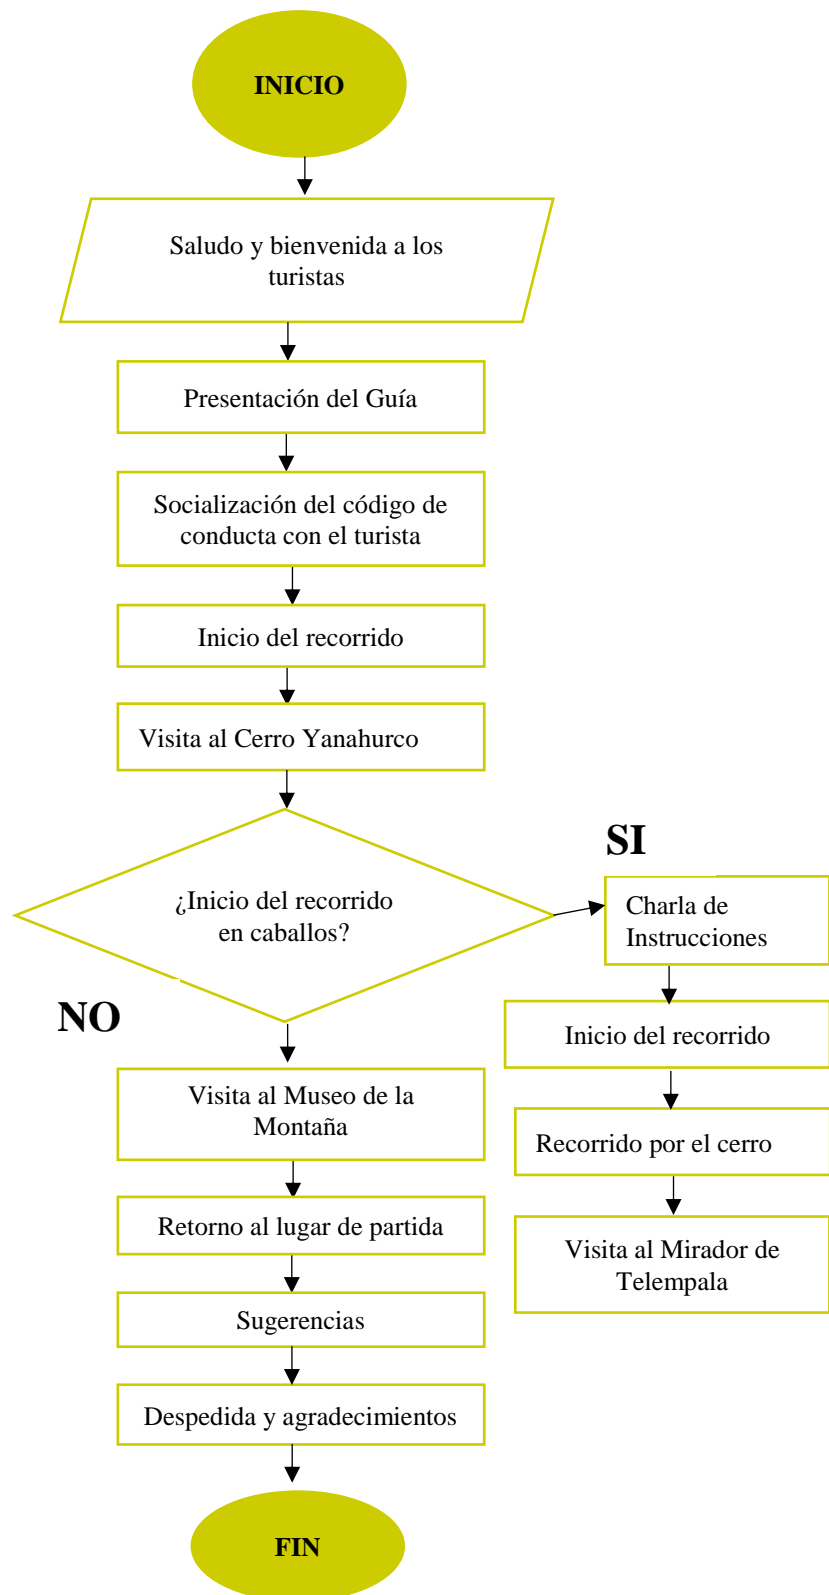 INICIO
Saludo y bienvenida a los
turistas
Presentación del Guía
Socialización del código de
conducta con el turista
Inicio del recorrido
Visita al Cerro Yanahurco
¿Inicio del recorrido
en caballos?
SI
Charla de
Instrucciones
Inicio del recorrido
Recorrido por el cerro
Visita al Mirador de
Telempala
NO
Visita al Museo de la
Montaña
Retorno al lugar de partida
Sugerencias
Despedida y agradecimientos
FIN